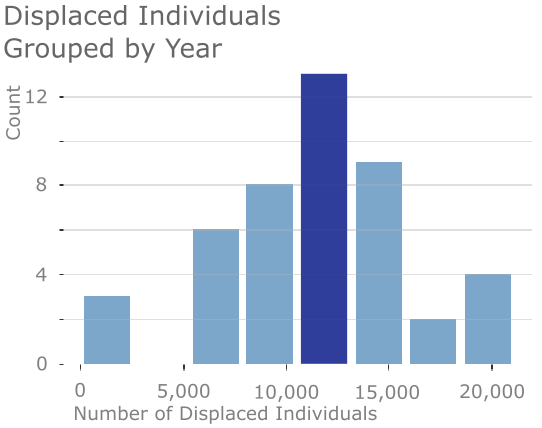 Displaced Individuals
Grouped by Year
Count
12
8
4
0
0 5,000 10,000 15,000 20,000
Number of Displaced Individuals